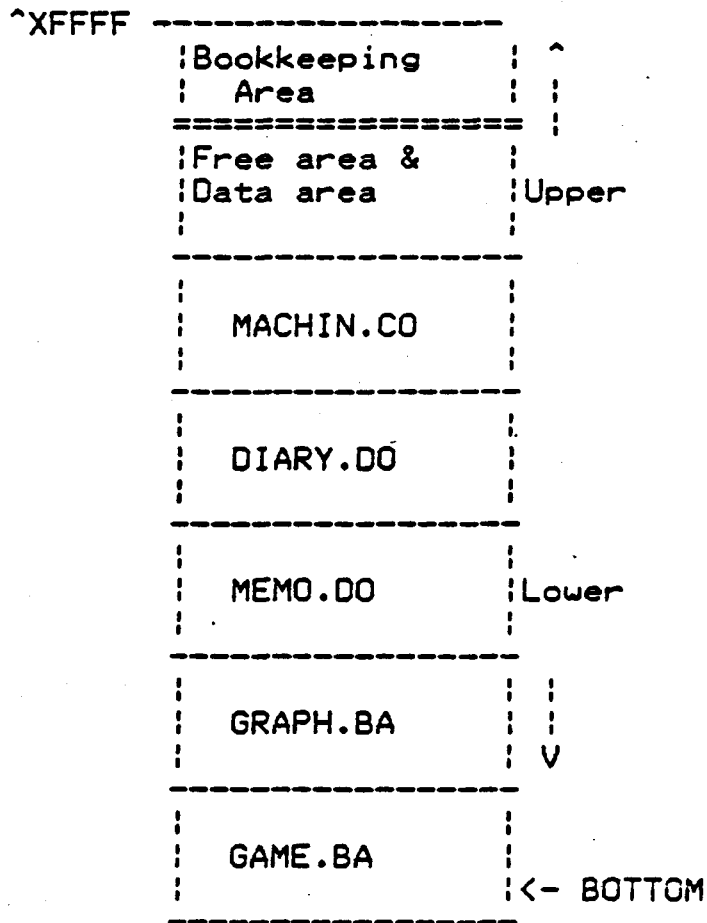 ^XFFFF
Bookkeeping
Area
Free area &
Data area Upper
MACHIN.CO
DIARY.DO
MEMO.DO Lower
GRAPH.BA
V
GAME.BA
<- BOTTOM